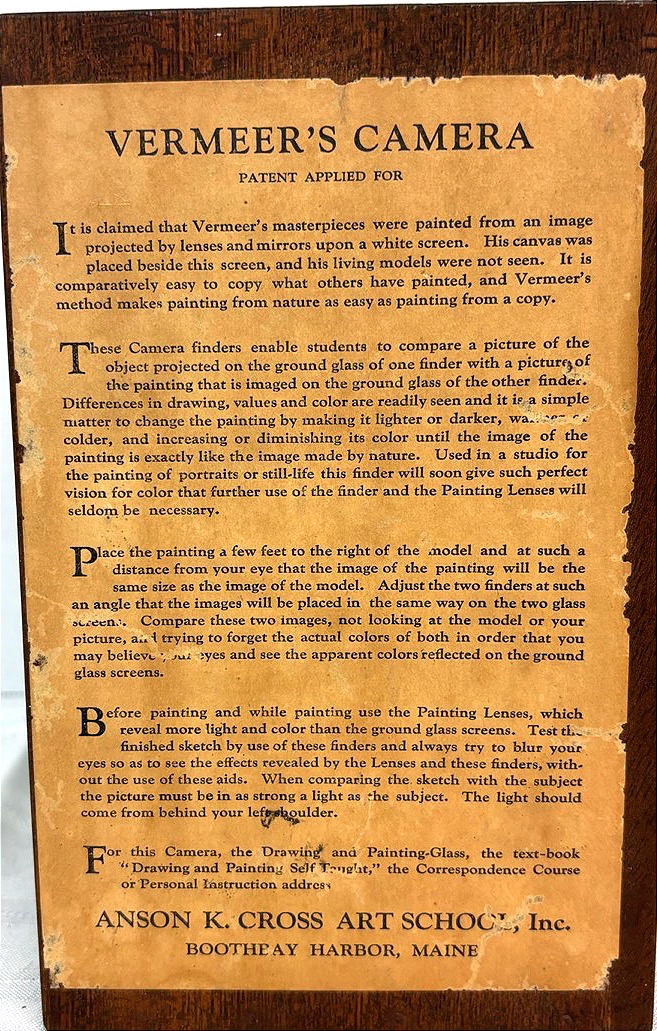 VERMEER'S CAMERA
PATENT APPLIED FOR
It is claimed that Vermeer's masterpieces were painted from an image
projected by lenses and mirrors upon a white screen. His canvas was
placed beside this screen, and his living models were not seen. It is
comparatively easy to copy what others have painted, and Vermeer's
method makes painting from nature as easy as painting from a copy.
These Camera finders enable students to compare a picture of the
object projected on the ground glass of one finder with a picture of
the painting that is imaged on the ground glass of the other finder.
Differences in drawing, values and color are readily seen and it is a simple
matter to change the painting by making it lighter or darker,
colder, and increasing or diminishing its color until the image of the
painting is exactly like the image made by nature. Used in a studio for
the painting of portraits or still-life this finder will soon give such perfect
vision for color that further use of the finder and the Painting Lenses will
seldom be necessary.
Place the painting a few feet to the right of the model and at such a
distance from your eye that the image of the painting will be the
same size as the image of the model. Adjust the two finders at such
an angle that the images will be placed in the same way on the two glass
screens. Compare these two images, not looking at the model or your
picture, and trying to forget the actual colors of both in order that you
may believe your eyes and see the apparent colors reflected on the ground
glass screens.
Before painting and while painting use the Painting Lenses, which
reveal more light and color than the ground glass screens. Test the
finished sketch by use of these finders and always try to blur your
eyes so as to see the effects revealed by the Lenses and these finders, with-
out the use of these aids. When comparing the sketch with the subject
the picture must be in as strong a light as the subject. The light should
come from behind your left shoulder.
For this Camera, the Drawing and Painting-Glass, the text-book
"Drawing and Painting Self Taught," the Correspondence Course
or Personal Instruction address
ANSON K. CROSS ART SCHOOL, Inc.
BOOTHBAY HARBOR, MAINE